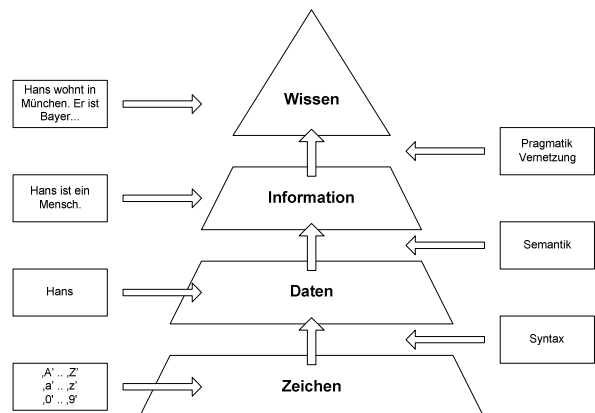 Wissen
Hans wohnt in
München. Er ist
Bayer...
Pragmatik
Vernetzung
Information
Hans ist ein
Mensch.
Semantik
Daten
Hans
Syntax
Zeichen
‚A’ .. ‚Z’
‚a’ .. ‚z’
‚0’ .. ‚9’